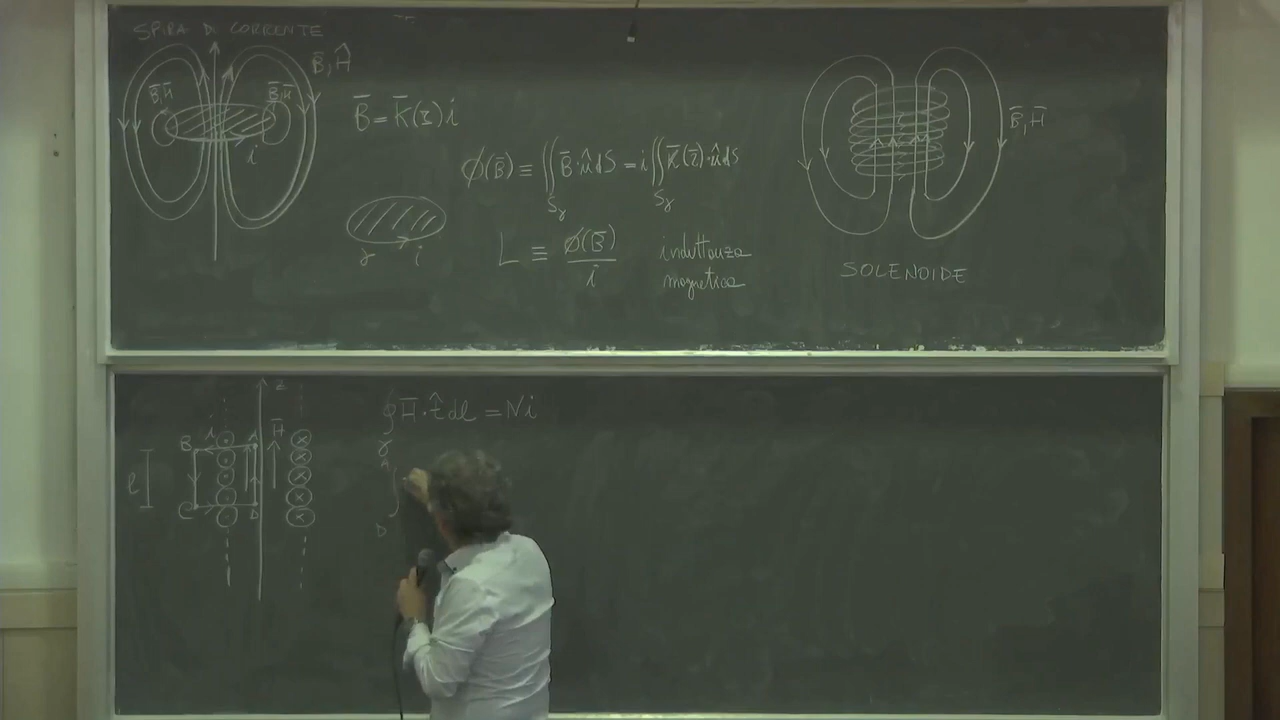 SPIRA DI CORRENTE
B̄, Ĥ
B̄,H̄ B̄,H̄
i
B̄ = K̄(r̄) i
γ i
ϕ(B̄) ≡ ∬ B̄·n̂ dS = i ∬ K̄(r̄)·n̂ dS
Sγ Sγ
L ≡ ϕ(B̄)/i induttanza
magnetica
i
B̄, H̄
SOLENOIDE
z
B i A H̄
l
C D
∮ H̄·t̂ dl = Ni
γ
A
∫
D